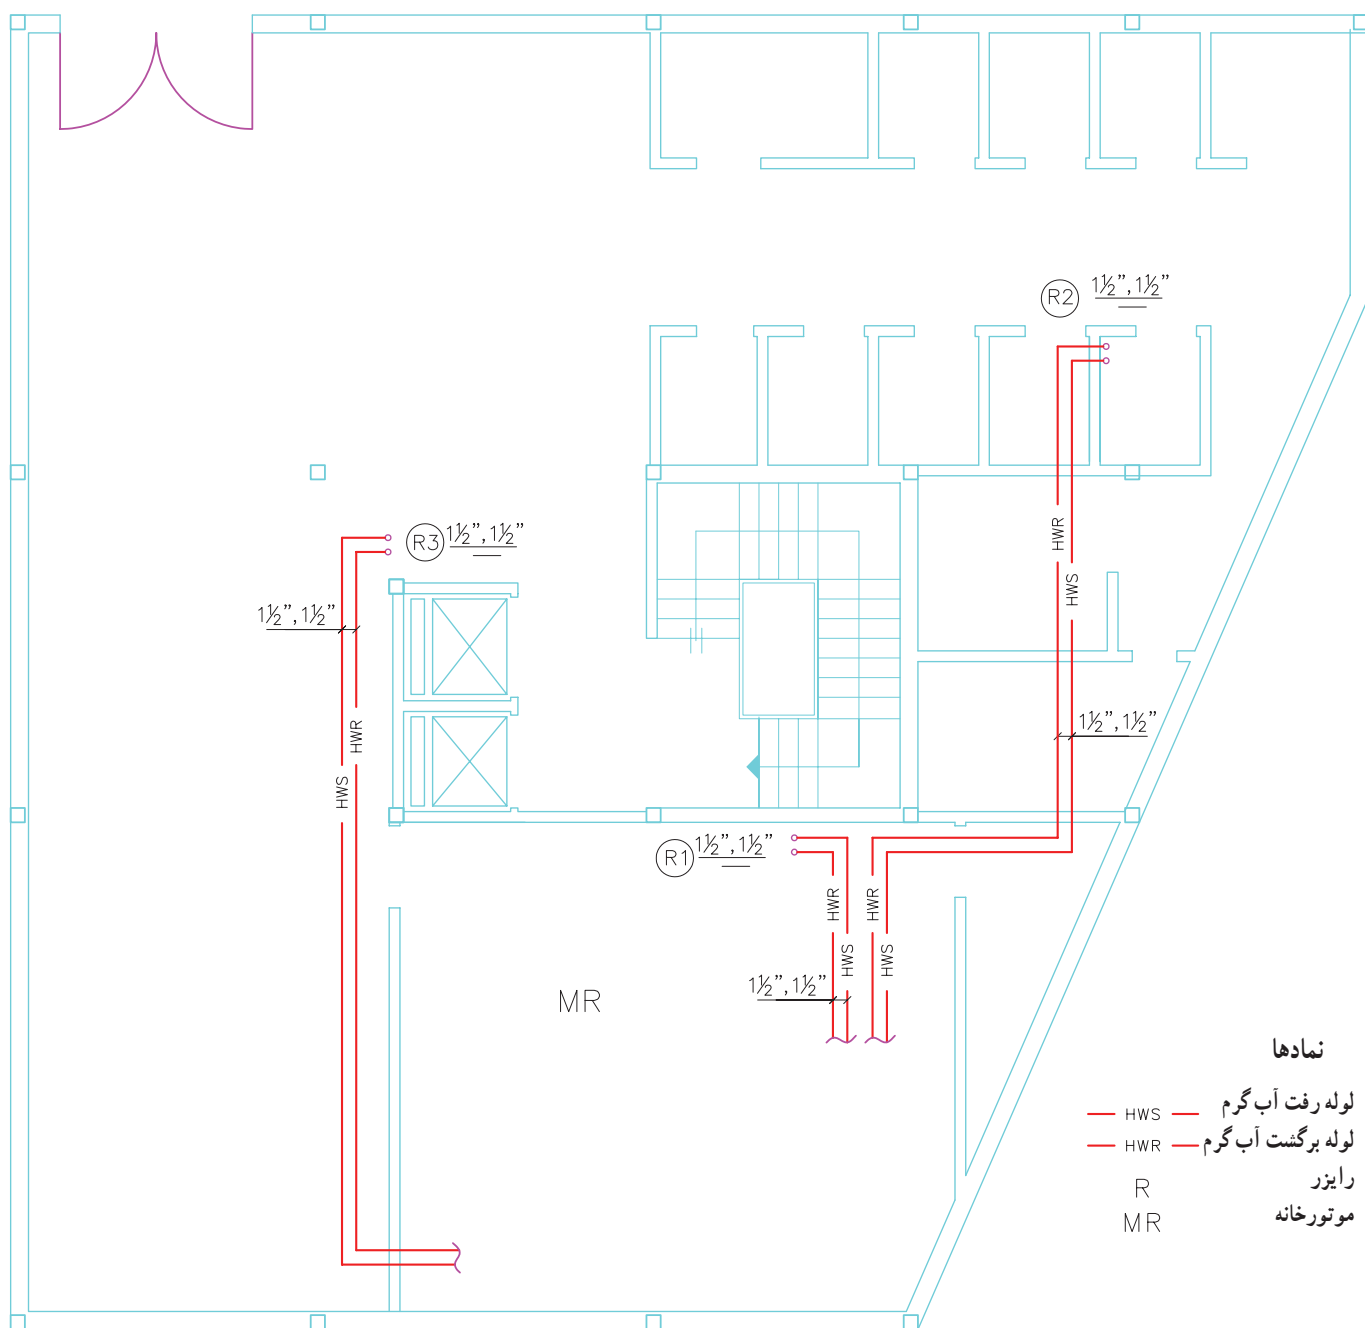 R2 1½”, 1½”
HWR
R3 1½”, 1½”
HWS
1½”, 1½”
1½”, 1½”
HWR
HWS
R1 1½”, 1½”
HWR HWR
HWS HWS
1½”, 1½”
MR
نمادها
لوله رفت آب گرم HWS
لوله برگشت آب گرم HWR
رایزر R
موتورخانه MR